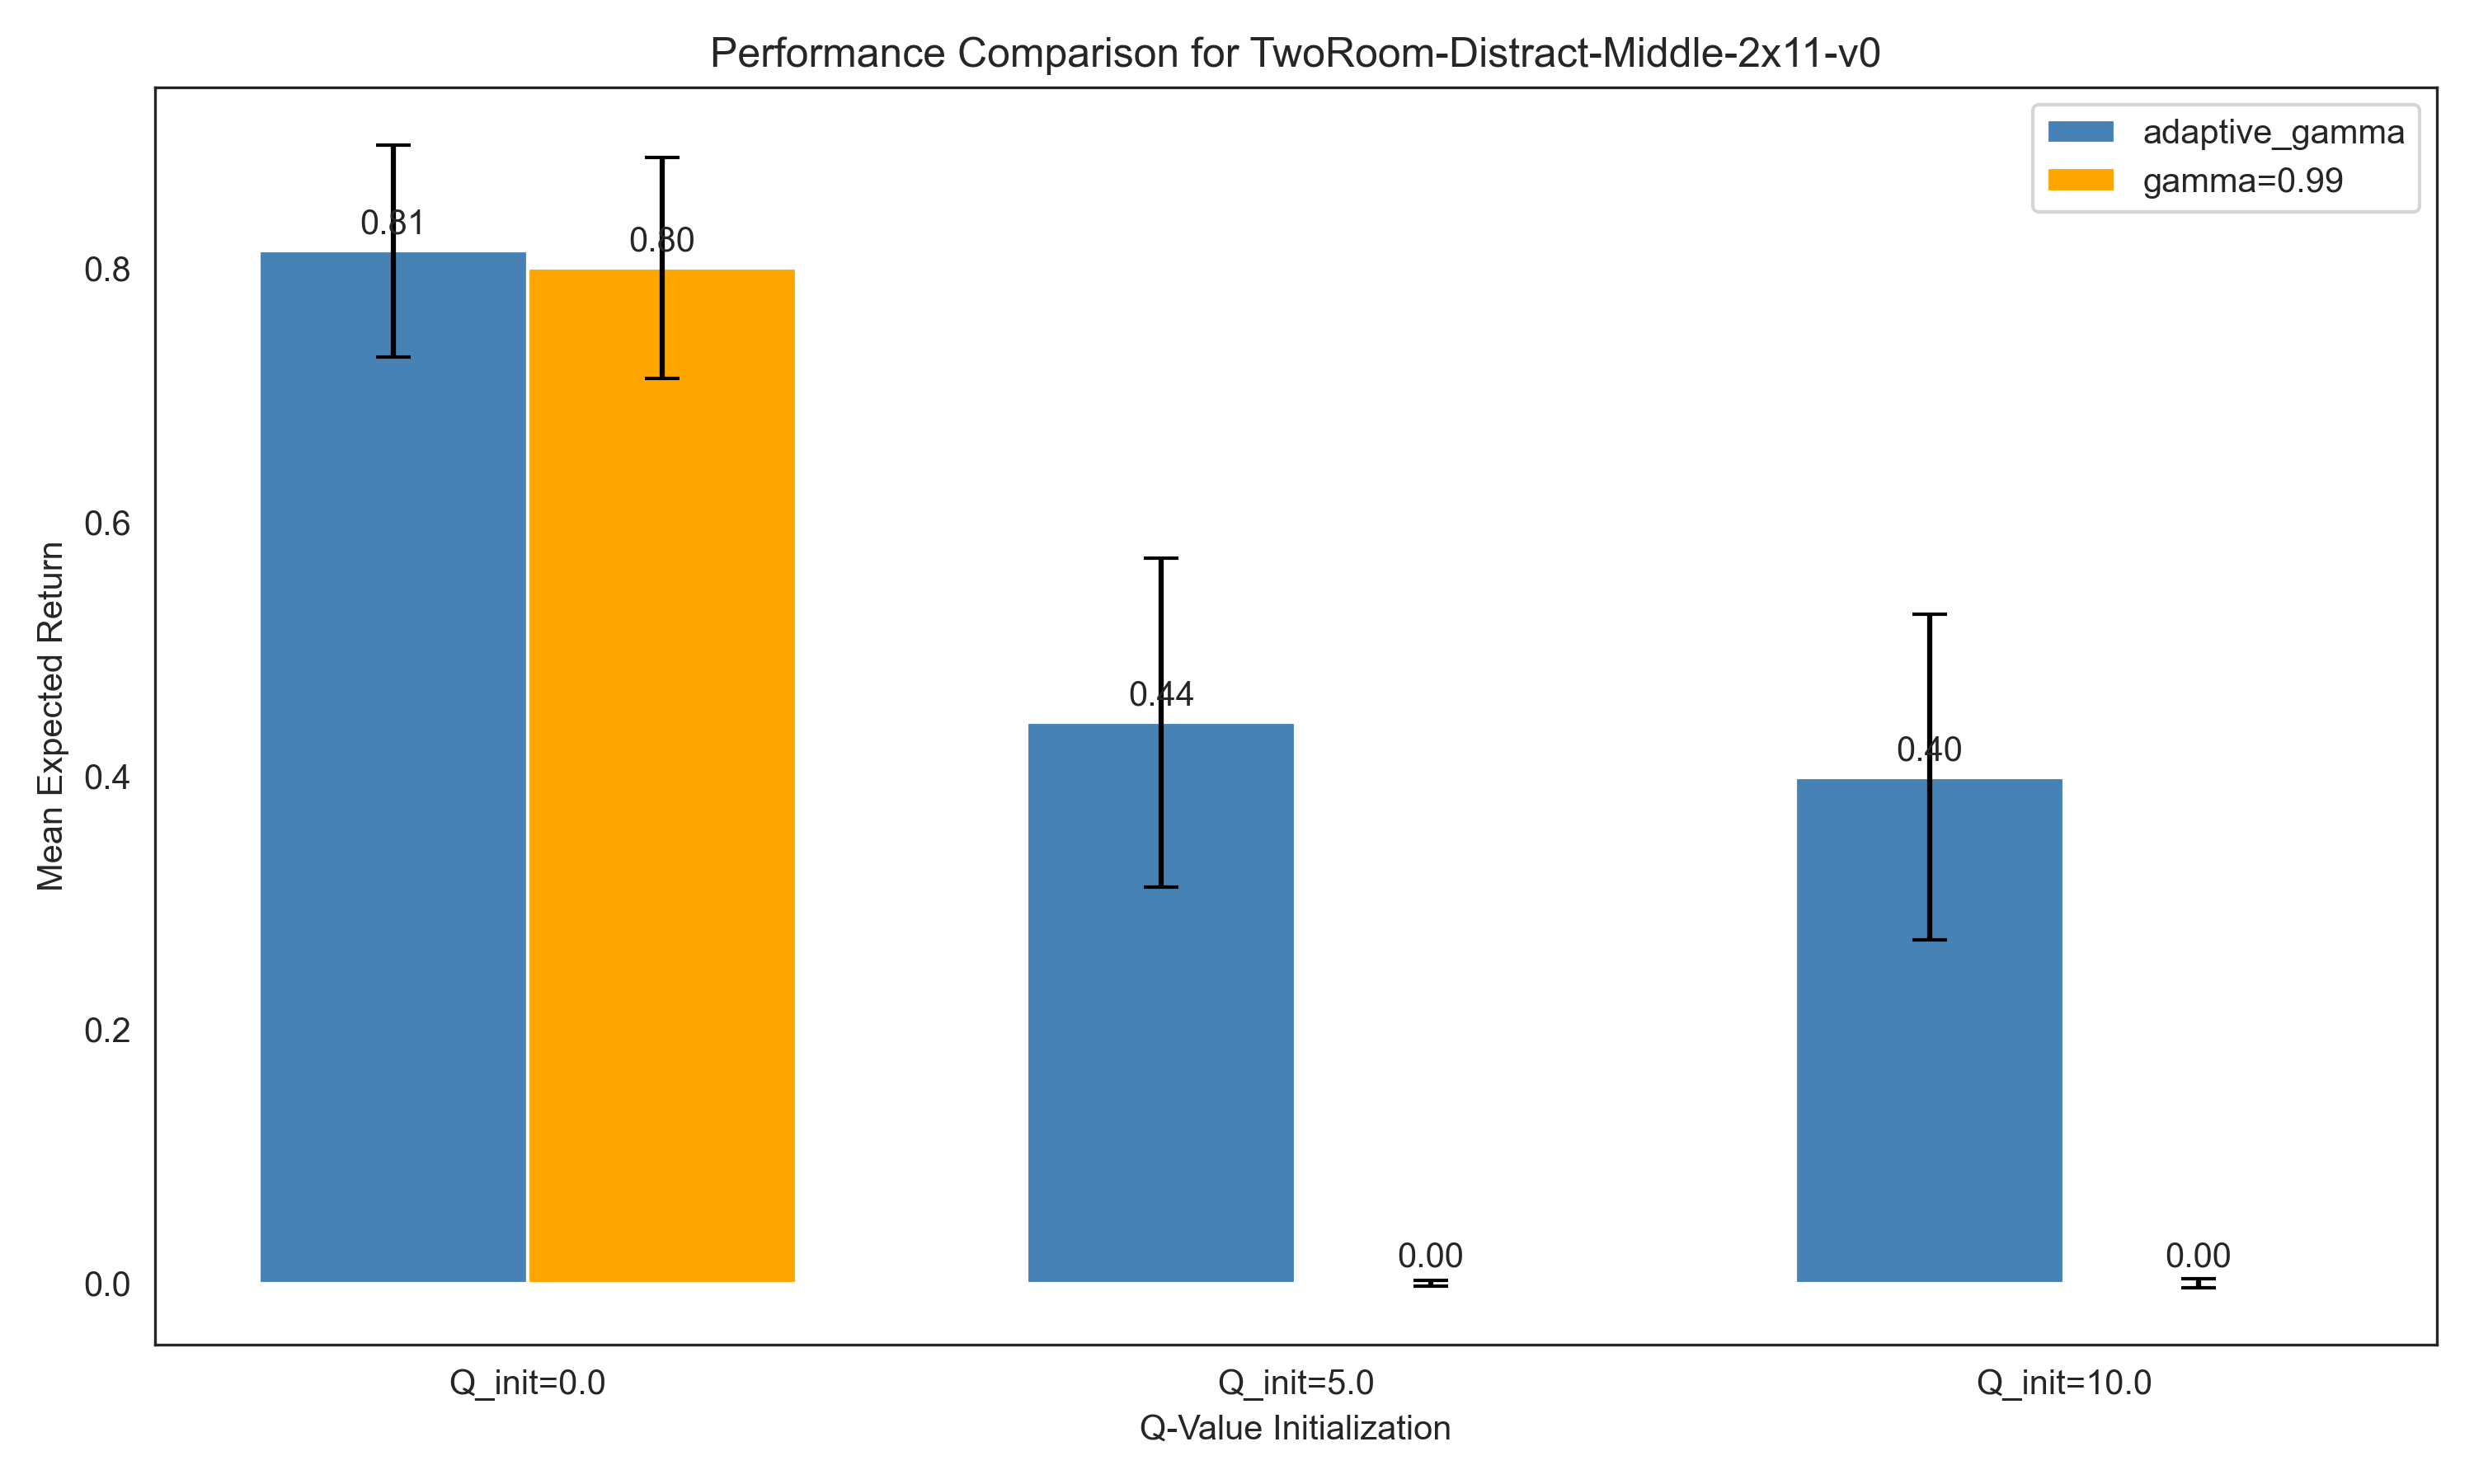 Performance Comparison for TwoRoom-Distract-Middle-2x11-v0
adaptive_gamma
gamma=0.99
Mean Expected Return
0.8
0.6
0.4
0.2
0.0
0.81
0.80
0.44
0.00
0.40
0.00
Q_init=0.0
Q_init=5.0
Q_init=10.0
Q-Value Initialization